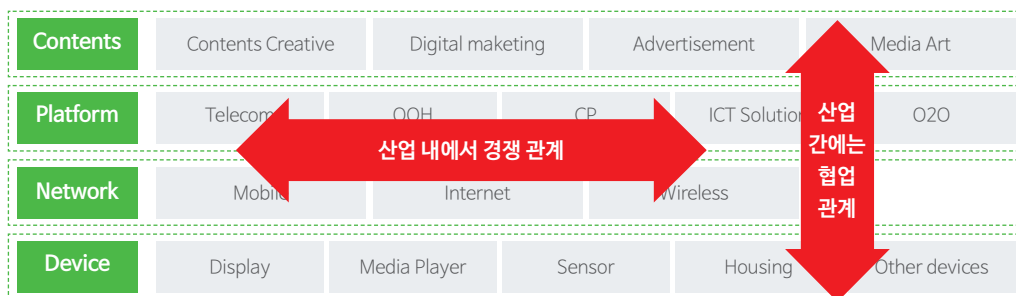 Contents
Contents Creative
Digital maketing
Advertisement
Media Art
Platform
Telecom
OOH
CP
ICT Solution
O2O
산업 내에서 경쟁 관계
산업
간에는
협업
관계
Network
Mobile
Internet
Wireless
Device
Display
Media Player
Sensor
Housing
Other devices